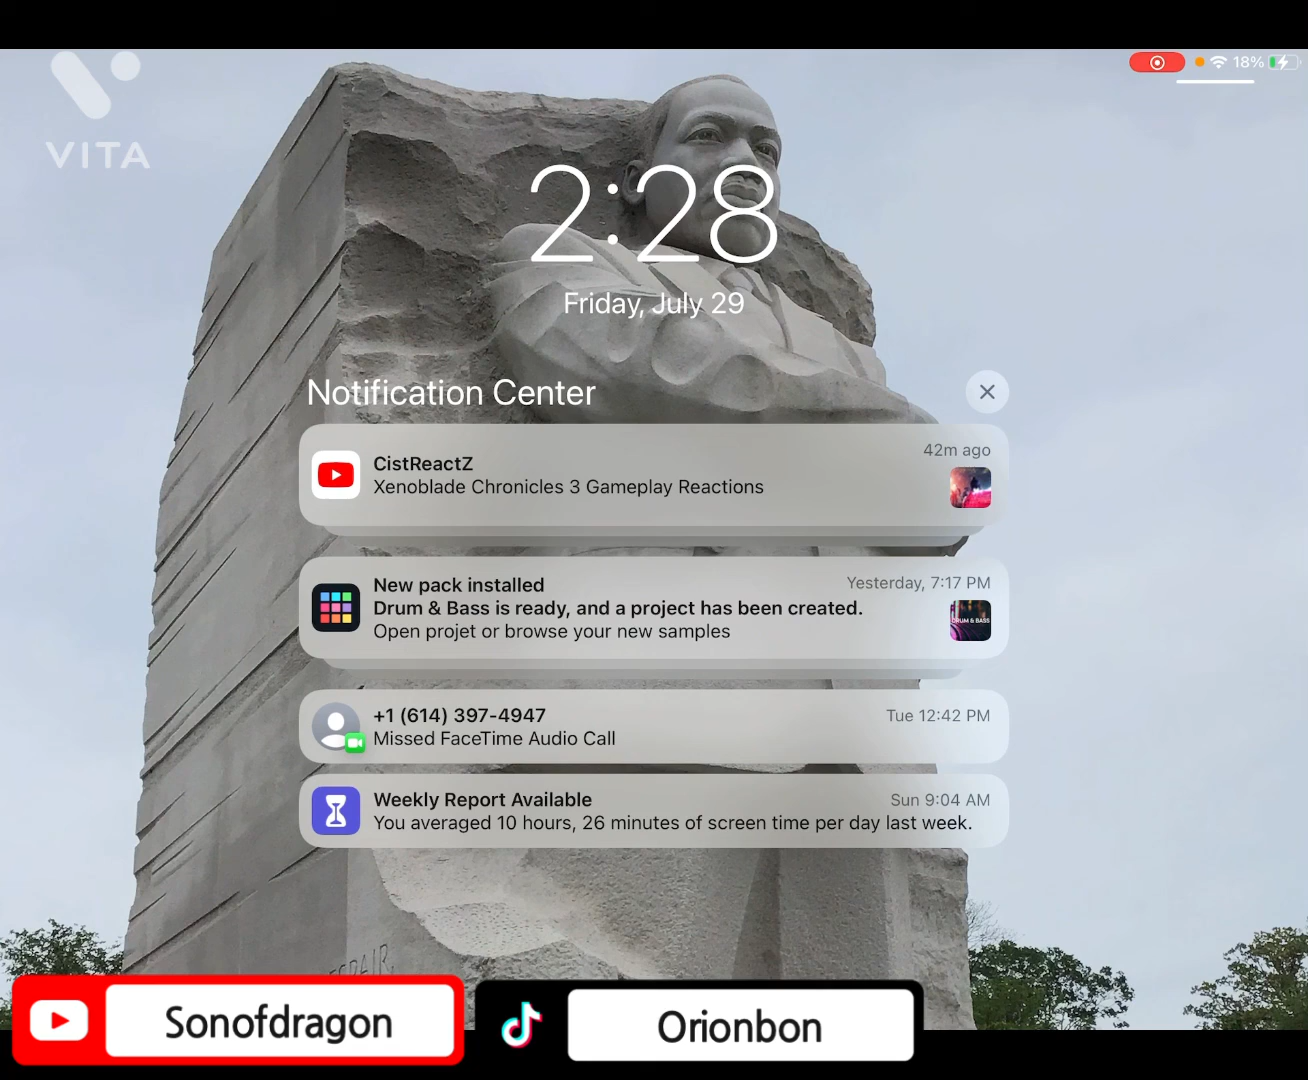 VITA
18%
2:28
Friday, July 29
Notification Center
CistReactZ
42m ago
Xenoblade Chronicles 3 Gameplay Reactions
New pack installed
Yesterday, 7:17 PM
Drum & Bass is ready, and a project has been created.
Open projet or browse your new samples
DRUM & BASS
+1 (614) 397-4947
Tue 12:42 PM
Missed FaceTime Audio Call
Weekly Report Available
Sun 9:04 AM
You averaged 10 hours, 26 minutes of screen time per day last week.
Sonofdragon
Orionbon